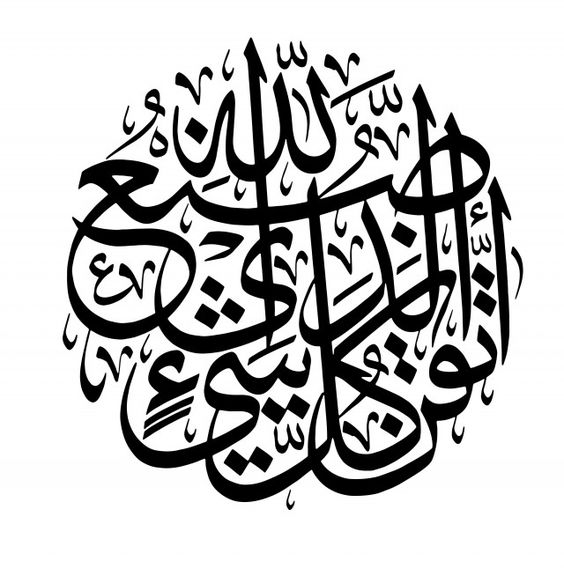 صُنْعَ اللَّهِ الَّذِي أَتْقَنَ كُلَّ شَيْءٍ